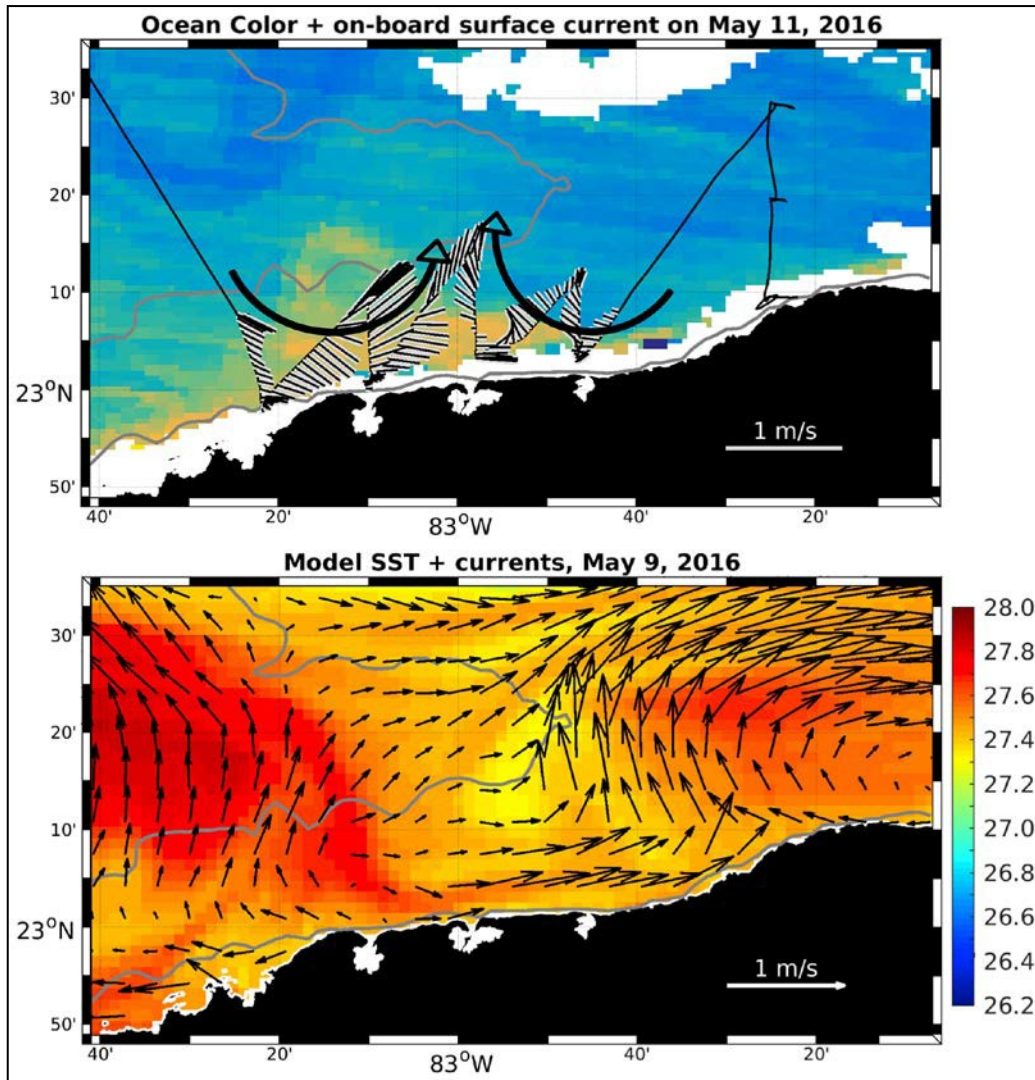 Ocean Color + on-board surface current on May 11, 2016
30'
20'
10'
23°N
50'
1 m/s
40' 20' 83°W 40' 20'
Model SST + currents, May 9, 2016
30'
20'
10'
23°N
50'
1 m/s
40' 20' 83°W 40' 20'
28.0
27.8
27.6
27.4
27.2
27.0
26.8
26.6
26.4
26.2